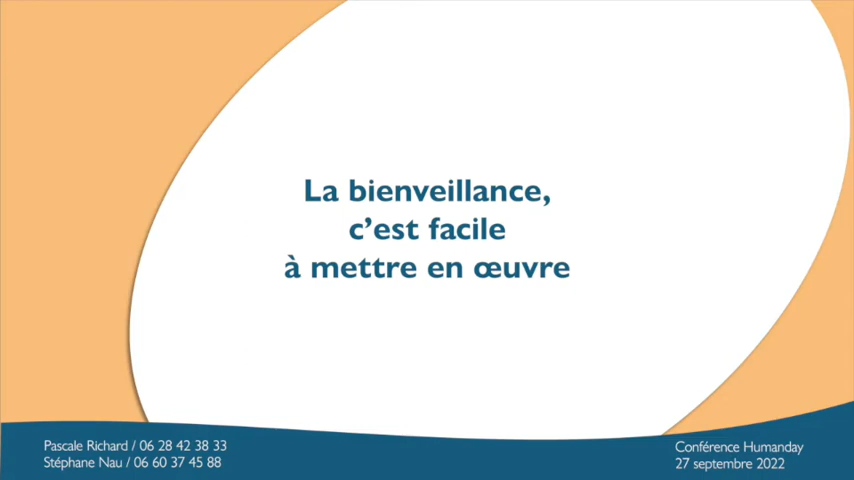 La bienveillance,
c’est facile
à mettre en œuvre
Pascale Richard / 06 28 42 38 33
Stéphane Nau / 06 60 37 45 88
Conférence Humanday
27 septembre 2022